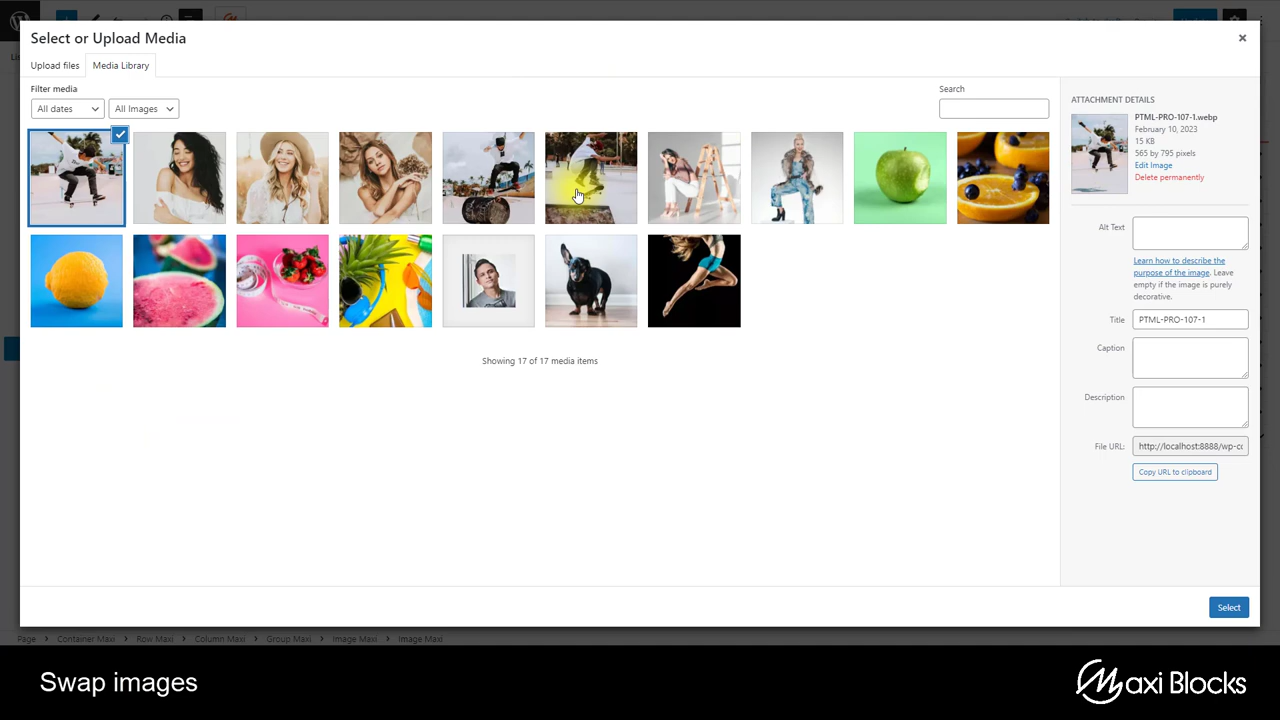 Select or Upload Media
Upload files
Media Library
Filter media
All dates
All Images
Search
Showing 17 of 17 media items
ATTACHMENT DETAILS
PTML-PRO-107-1.webp
February 10, 2023
15 KB
565 by 795 pixels
Edit Image
Delete permanently
Alt Text
Learn how to describe the
purpose of the image. Leave
empty if the image is purely
decorative.
Title
PTML-PRO-107-1
Caption
Description
File URL:
http://localhost:8888/wp-cc
Copy URL to clipboard
Select
Page > Container Maxi > Row Maxi > Column Maxi > Group Maxi > Image Maxi > Image Maxi
Swap images
Maxi Blocks